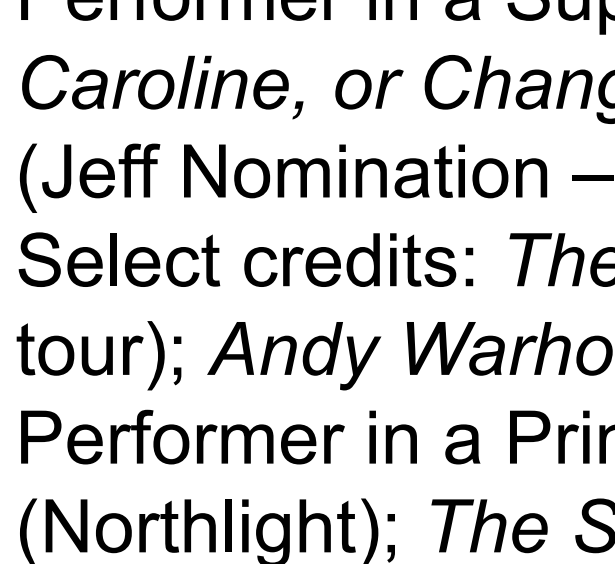 Performer in a Sup
Caroline, or Chang
(Jeff Nomination –
Select credits: The
tour); Andy Warho
Performer in a Prin
(Northlight); The S